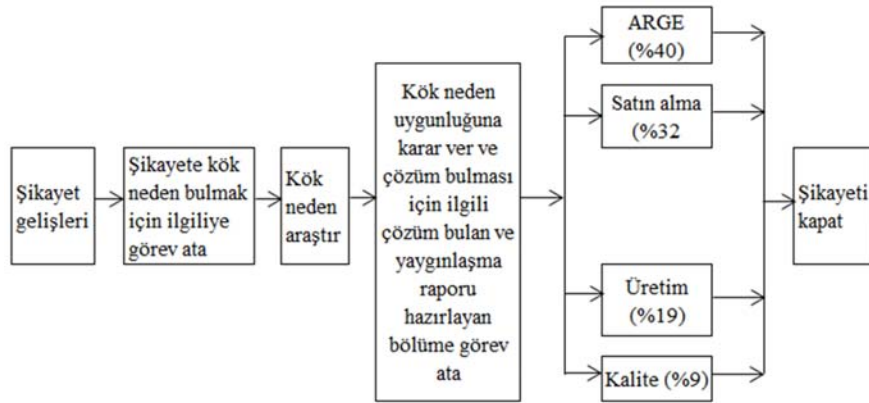 Şikayet
gelişleri
Şikayete kök
neden bulmak
için ilgiliye
görev ata
Kök
neden
araştır
Kök neden
uygunluğuna
karar ver ve
çözüm bulması
için ilgili
çözüm bulan ve
yaygınlaşma
raporu
hazırlayan
bölüme görev
ata
ARGE
(%40)
Satın alma
(%32
Üretim
(%19)
Kalite (%9)
Şikayeti
kapat